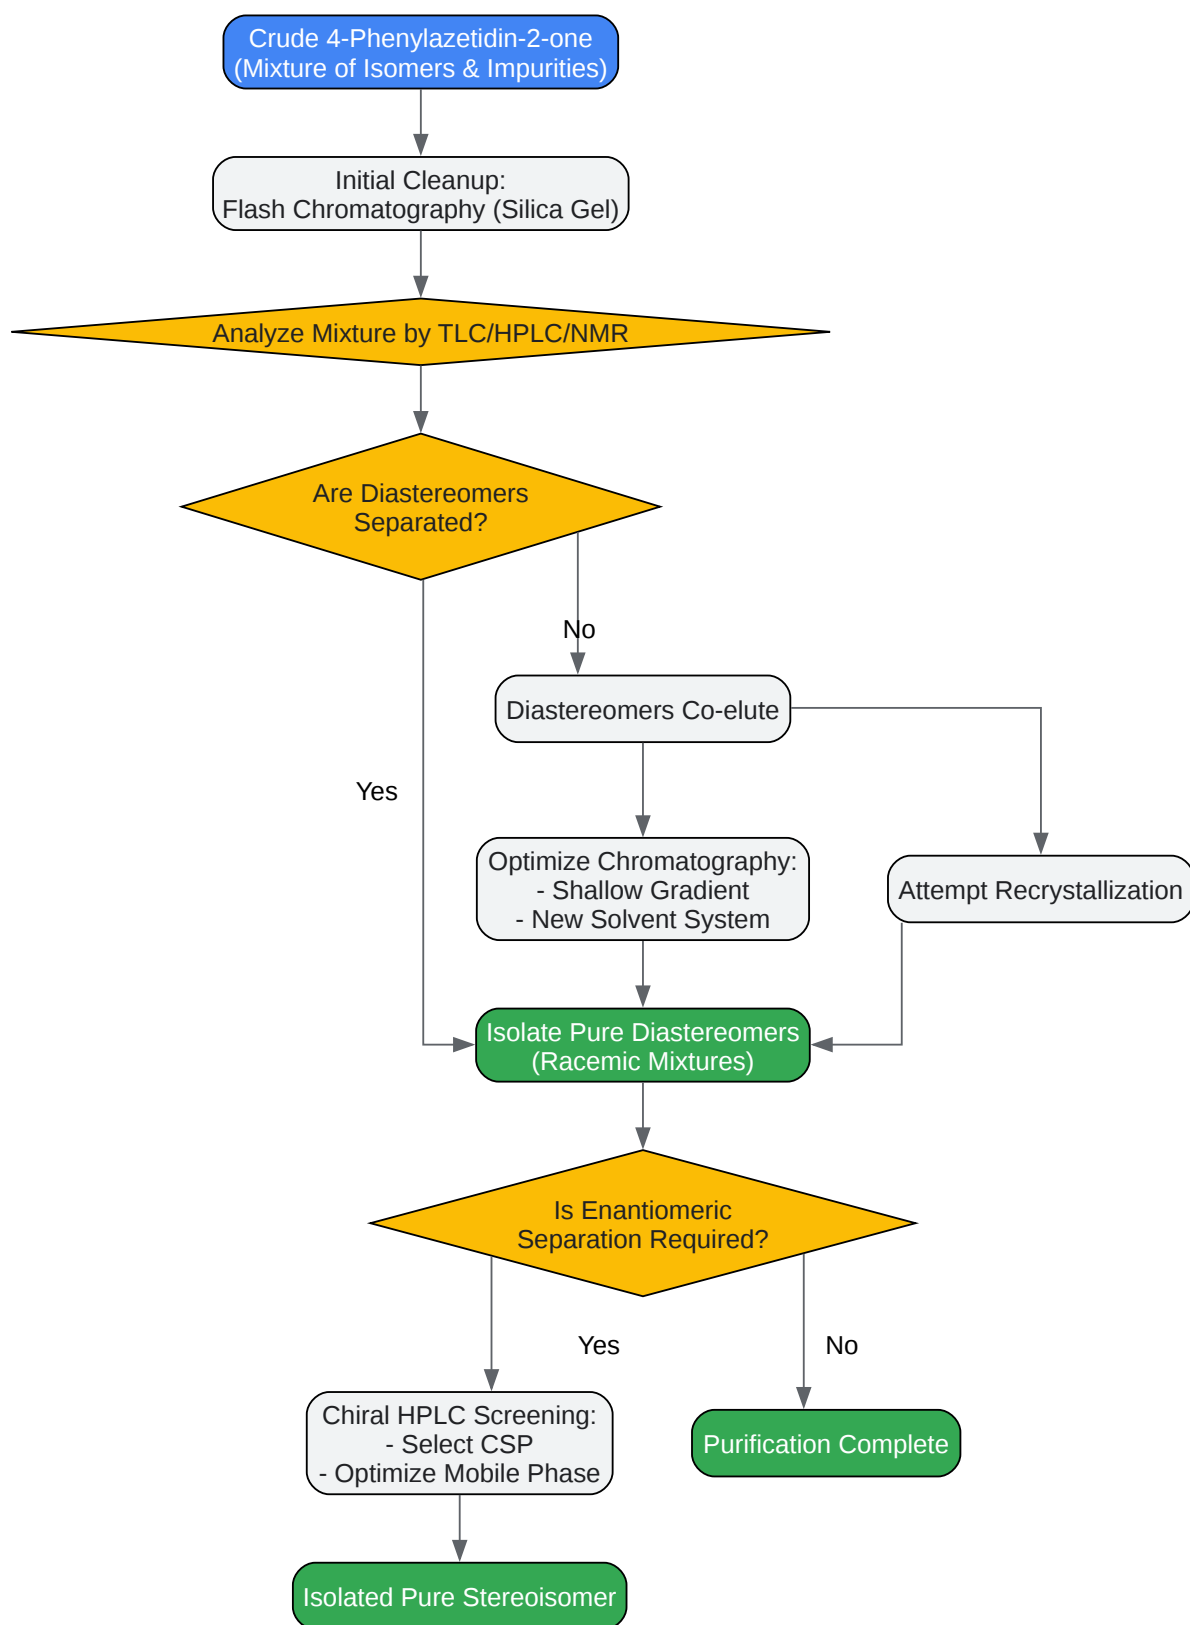 Crude 4-Phenylazetidin-2-one
(Mixture of Isomers & Impurities)
Initial Cleanup:
Flash Chromatography (Silica Gel)
Analyze Mixture by TLC/HPLC/NMR
Are Diastereomers
Separated?
No
Diastereomers Co-elute
Yes
Optimize Chromatography:
- Shallow Gradient
- New Solvent System
Attempt Recrystallization
Isolate Pure Diastereomers
(Racemic Mixtures)
Is Enantiomeric
Separation Required?
Yes
No
Chiral HPLC Screening:
- Select CSP
- Optimize Mobile Phase
Purification Complete
Isolated Pure Stereoisomer